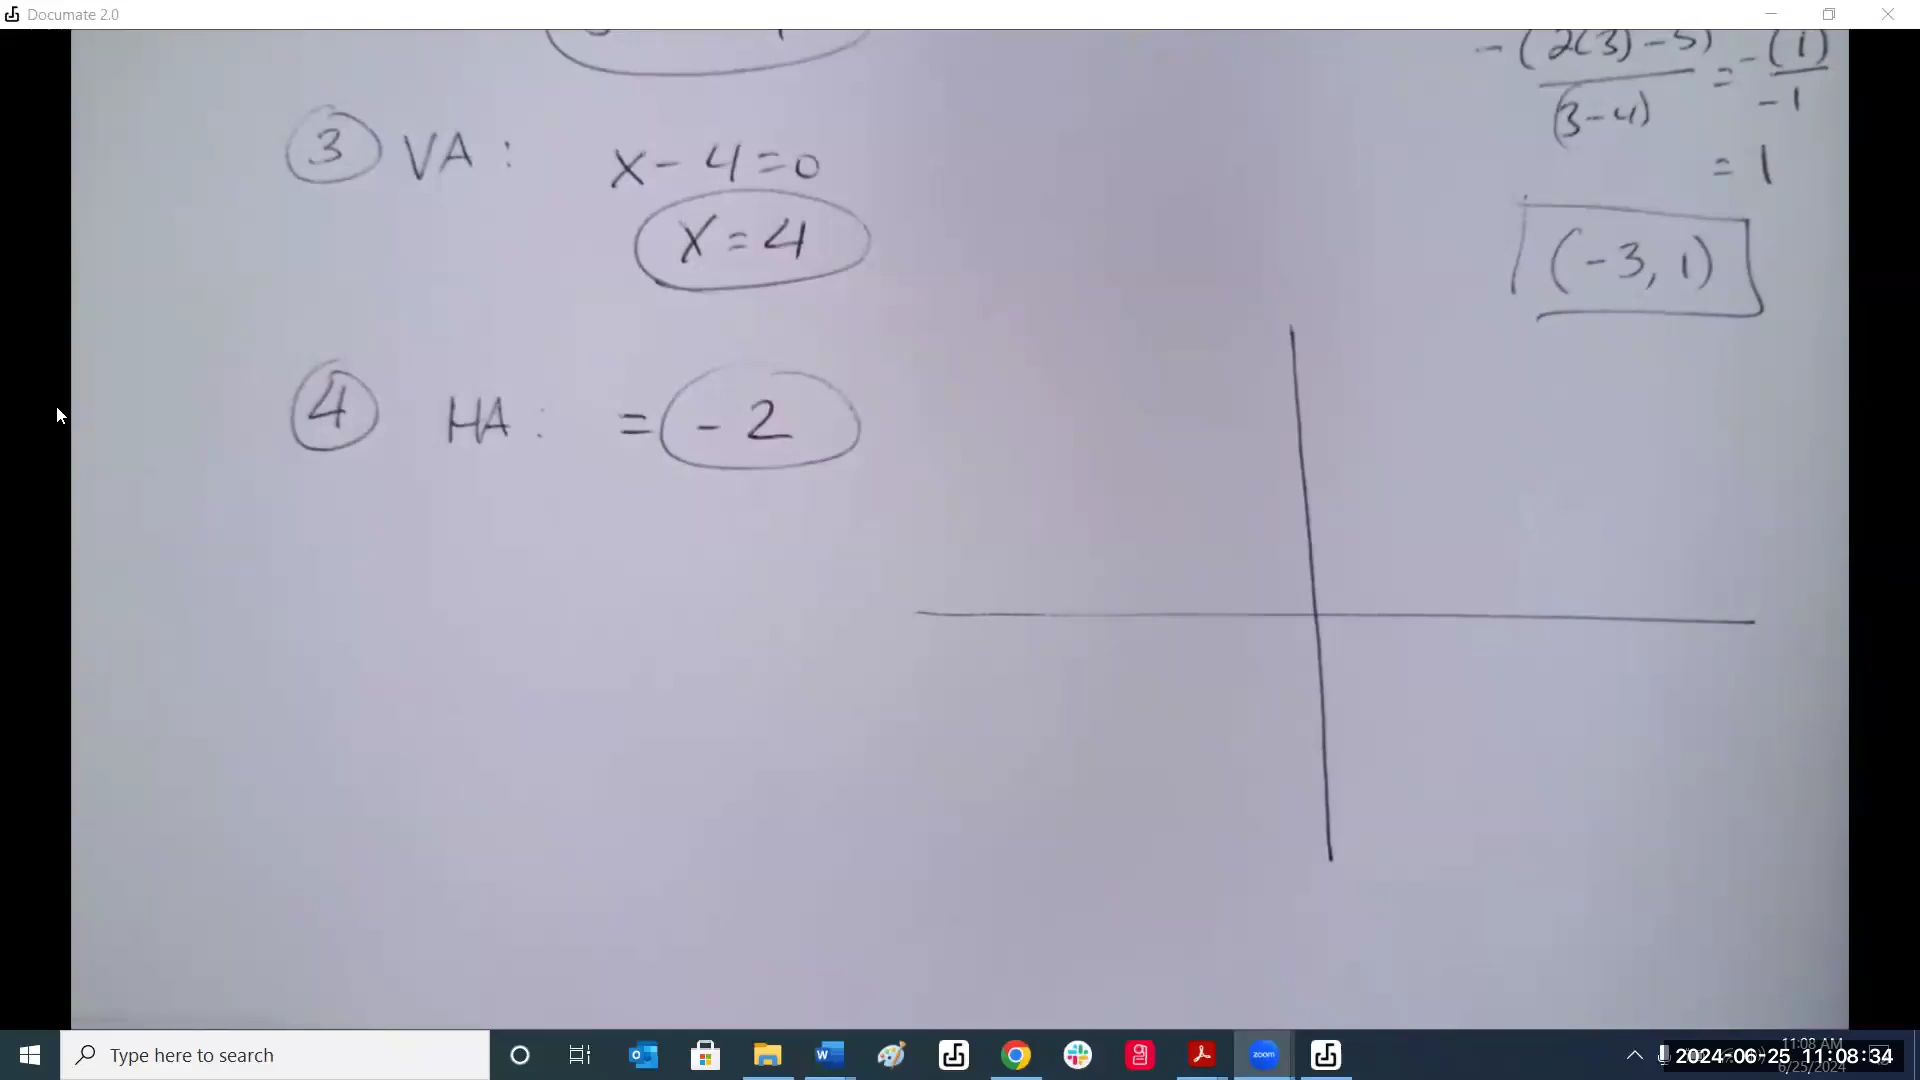 Documate 2.0
-(2(3)-5) / (3-4) = -(1) / -1
= 1
(-3, 1)
③ VA: x-4=0
x=4
④ HA: = -2
Type here to search
zoom
11:08 AM
6/25/2024
2024-06-25 11:08:34